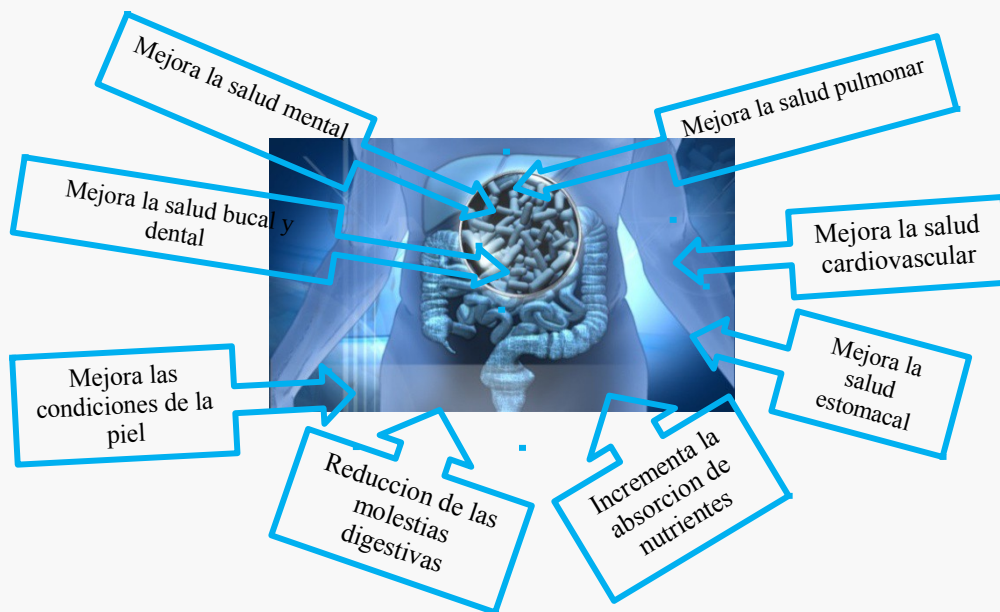 Mejora la salud mental
Mejora la salud pulmonar
Mejora la salud bucal y
dental
Mejora la salud
cardiovascular
Mejora las
condiciones de la
piel
Mejora la
salud
estomacal
Reduccion de las
molestias
digestivas
Incrementa la
absorcion de
nutrientes